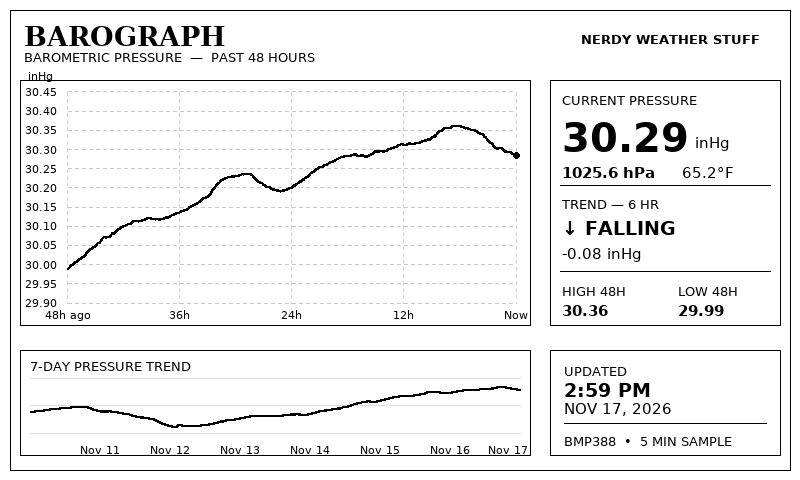 BAROGRAPH
BAROMETRIC PRESSURE — PAST 48 HOURS
NERDY WEATHER STUFF
inHg
30.45
30.40
30.35
30.30
30.25
30.20
30.15
30.10
30.05
30.00
29.95
29.90
48h ago 36h 24h 12h Now
CURRENT PRESSURE
30.29 inHg
1025.6 hPa 65.2°F
TREND — 6 HR
↓ FALLING
-0.08 inHg
HIGH 48H LOW 48H
30.36 29.99
7-DAY PRESSURE TREND
Nov 11 Nov 12 Nov 13 Nov 14 Nov 15 Nov 16 Nov 17
UPDATED
2:59 PM
NOV 17, 2026
BMP388 • 5 MIN SAMPLE